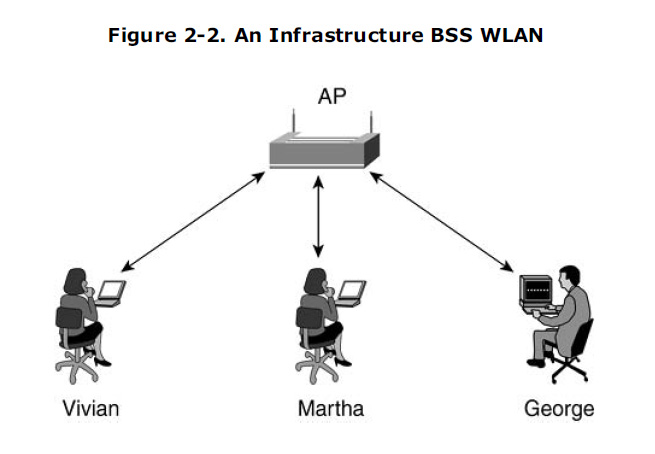 Figure 2-2. An Infrastructure BSS WLAN
AP
Vivian
Martha
George